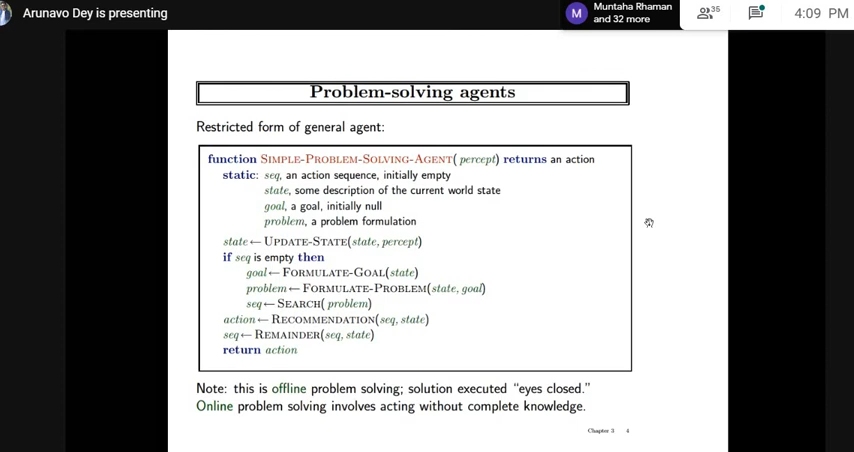 Arunavo Dey is presenting
M
Muntaha Rhaman
and 32 more
35
4:09 PM
Problem-solving agents
Restricted form of general agent:
function SIMPLE-PROBLEM-SOLVING-AGENT( percept) returns an action
static: seq, an action sequence, initially empty
state, some description of the current world state
goal, a goal, initially null
problem, a problem formulation
state ← UPDATE-STATE(state, percept)
if seq is empty then
goal ← FORMULATE-GOAL(state)
problem ← FORMULATE-PROBLEM(state, goal)
seq ← SEARCH( problem)
action ← RECOMMENDATION(seq, state)
seq ← REMAINDER(seq, state)
return action
Note: this is offline problem solving; solution executed “eyes closed.”
Online problem solving involves acting without complete knowledge.
Chapter 3 4